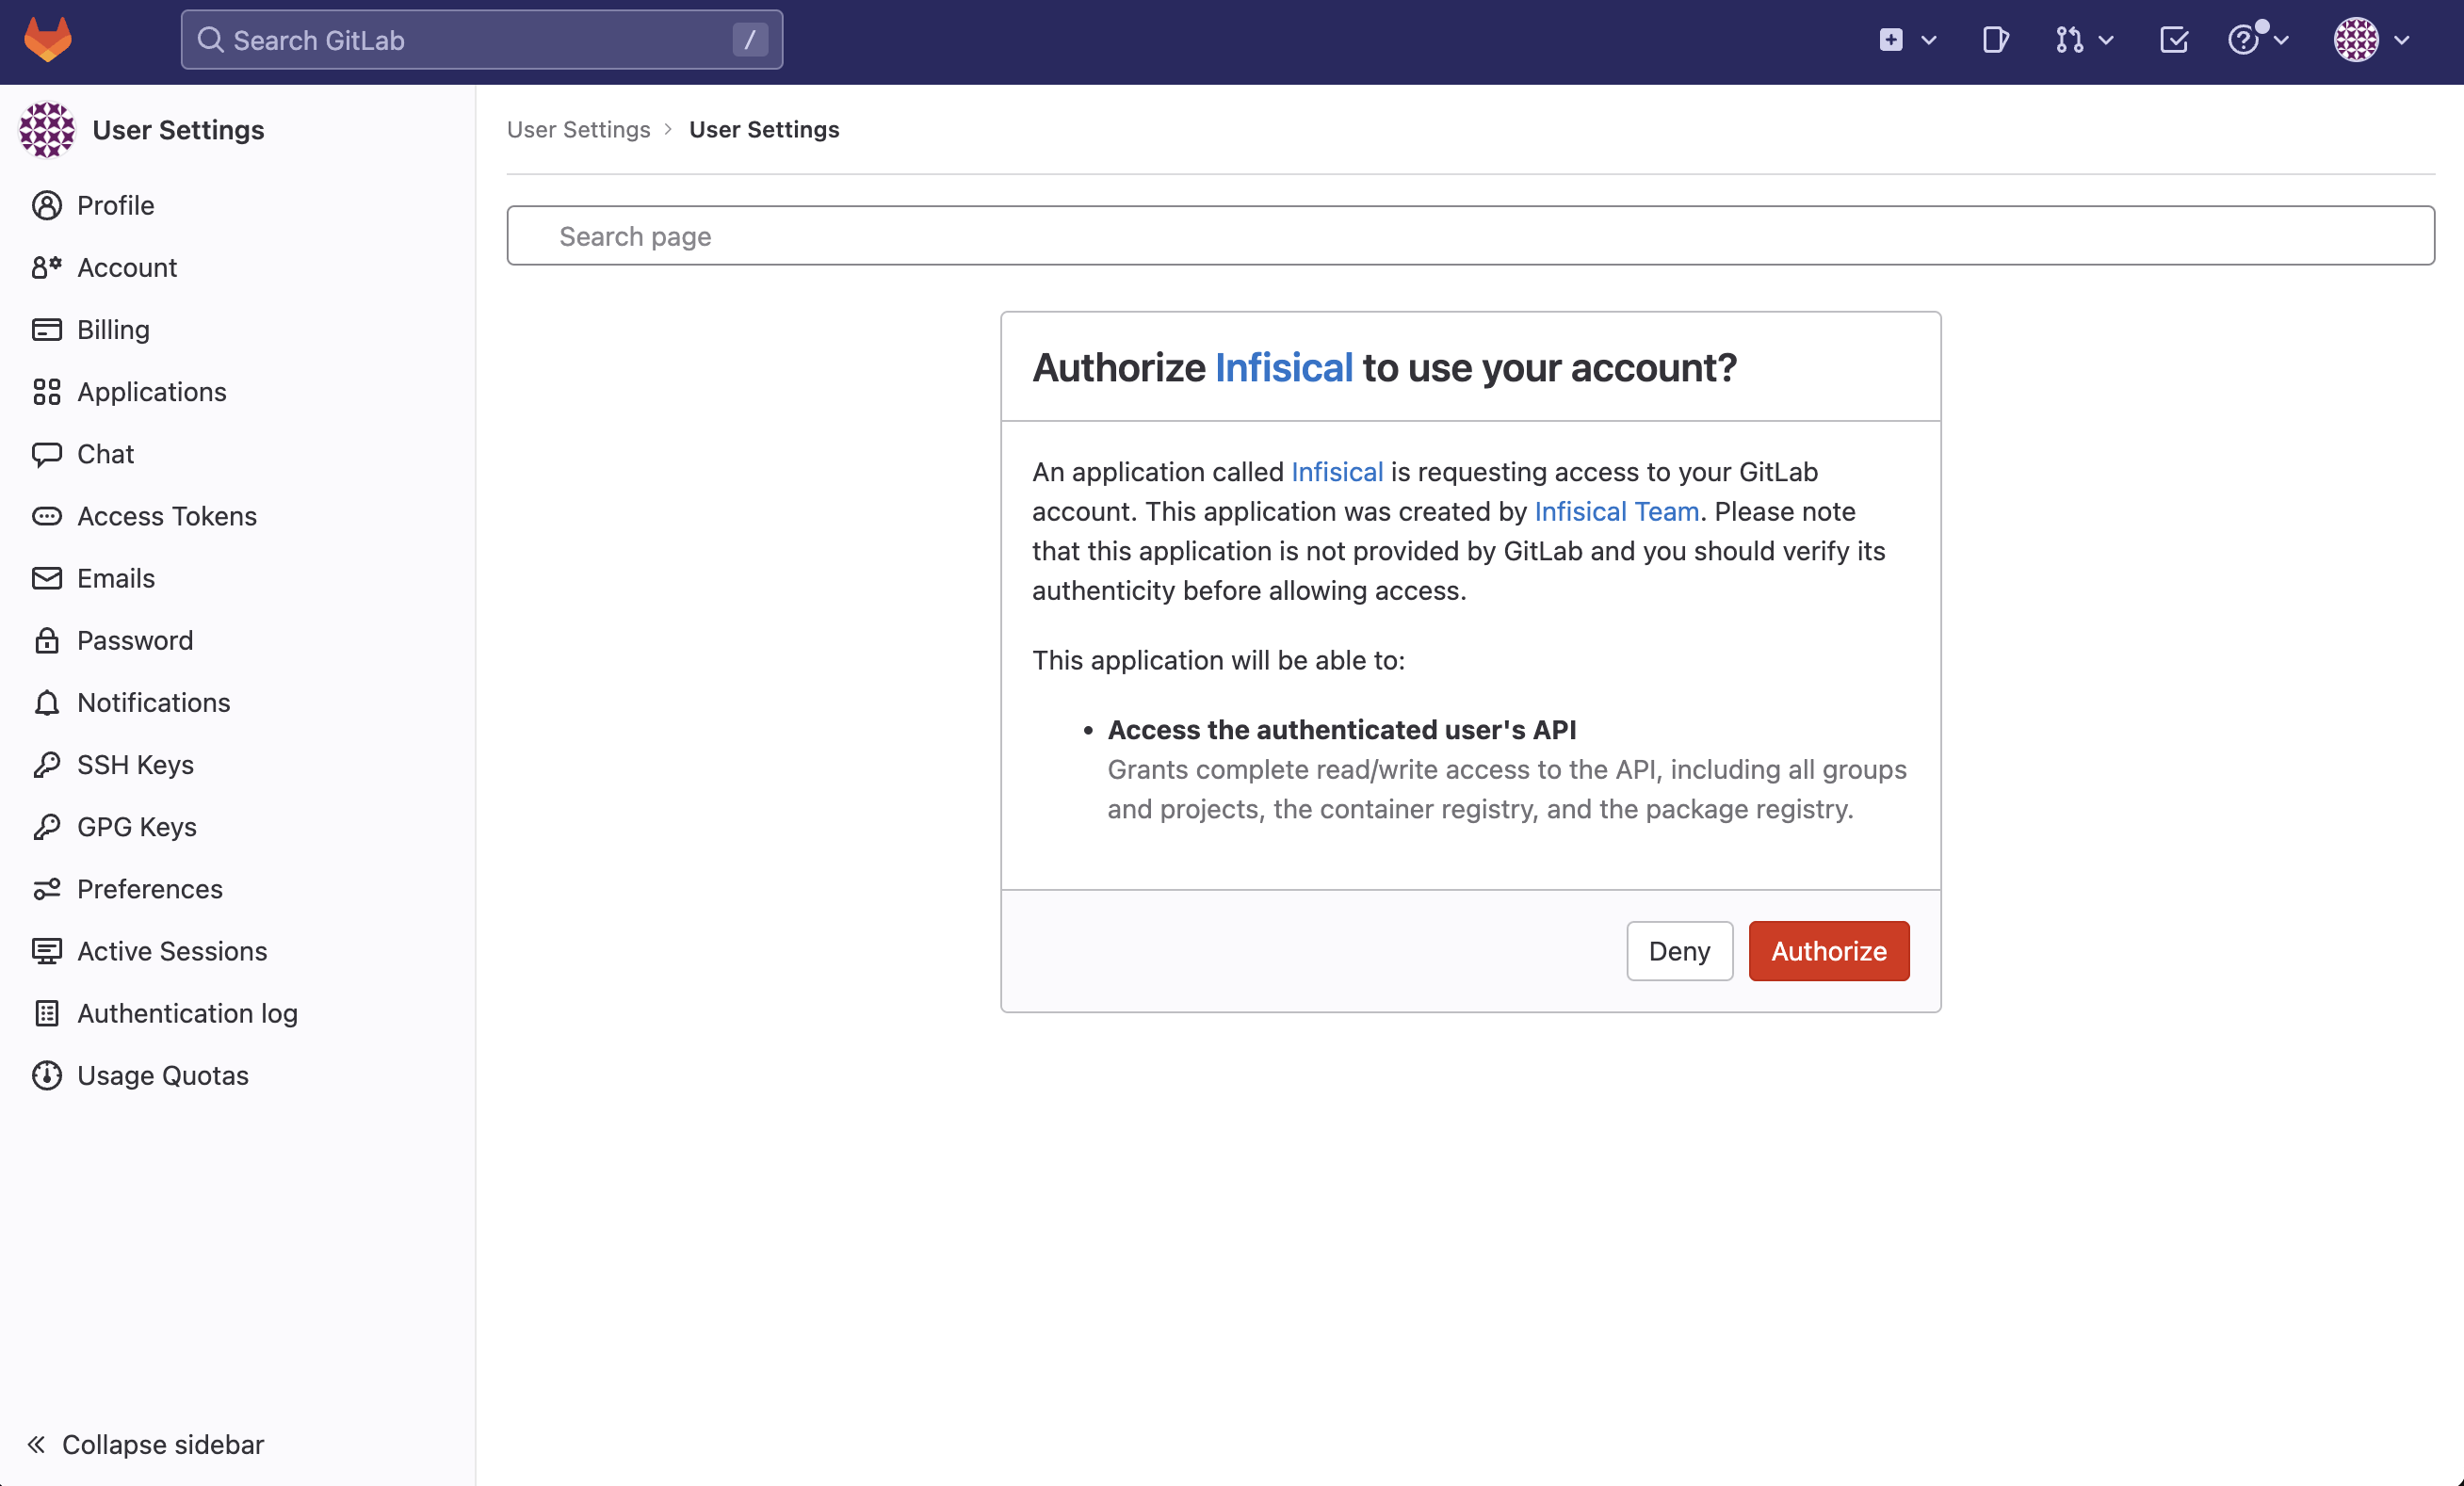 Search GitLab /
User Settings
Profile
Account
Billing
Applications
Chat
Access Tokens
Emails
Password
Notifications
SSH Keys
GPG Keys
Preferences
Active Sessions
Authentication log
Usage Quotas
Collapse sidebar
User Settings > User Settings
Search page
Authorize Infisical to use your account?
An application called Infisical is requesting access to your GitLab
account. This application was created by Infisical Team. Please note
that this application is not provided by GitLab and you should verify its
authenticity before allowing access.
This application will be able to:
• Access the authenticated user's API
Grants complete read/write access to the API, including all groups
and projects, the container registry, and the package registry.
Deny Authorize